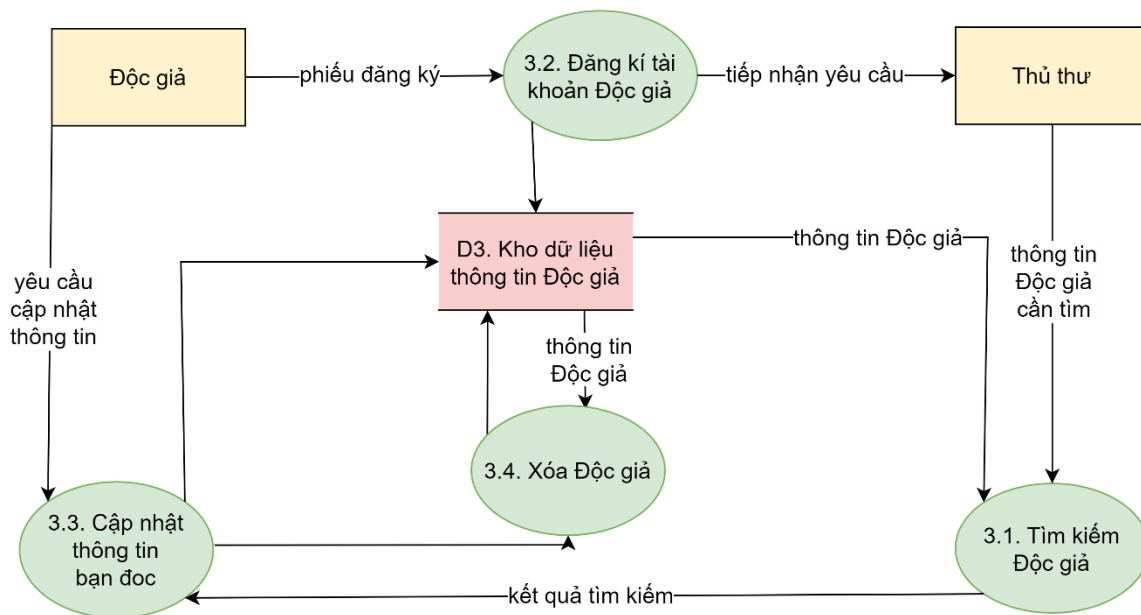 Độc giả
phiếu đăng ký
3.2. Đăng kí tài
khoản Độc giả
tiếp nhận yêu cầu
Thủ thư
D3. Kho dữ liệu
thông tin Độc giả
thông tin Độc giả
thông tin
Độc giả
cần tìm
yêu cầu
cập nhật
thông tin
thông tin
Độc giả
3.4. Xóa Độc giả
3.3. Cập nhật
thông tin
bạn đoc
3.1. Tìm kiếm
Độc giả
kết quả tìm kiếm